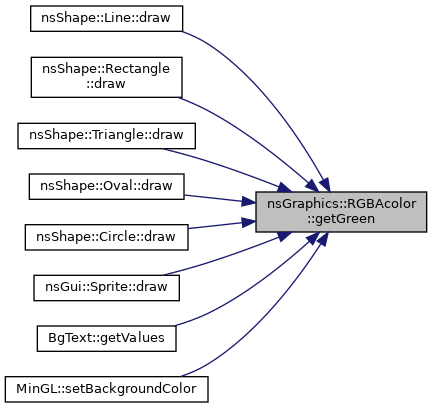 nsShape::Line::draw
nsShape::Rectangle
::draw
nsShape::Triangle::draw
nsShape::Oval::draw
nsGraphics::RGBAcolor
::getGreen
nsShape::Circle::draw
nsGui::Sprite::draw
BgText::getValues
MinGL::setBackgroundColor